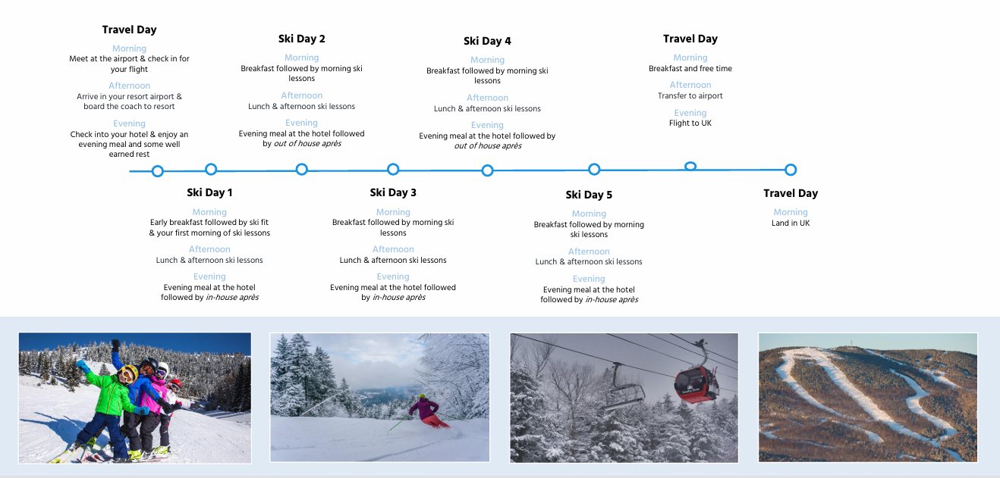 Travel Day
Morning
Meet at the airport & check in for
your flight
Afternoon
Arrive in your resort airport &
board the coach to resort
Evening
Check into your hotel & enjoy an
evening meal and some well
earned rest
Ski Day 1
Morning
Early breakfast followed by ski fit
& your first morning of ski lessons
Afternoon
Lunch & afternoon ski lessons
Evening
Evening meal at the hotel
followed by in-house après
Ski Day 2
Morning
Breakfast followed by morning ski
lessons
Afternoon
Lunch & afternoon ski lessons
Evening
Evening meal at the hotel followed
by out of house après
Ski Day 3
Morning
Breakfast followed by morning ski
lessons
Afternoon
Lunch & afternoon ski lessons
Evening
Evening meal at the hotel followed
by in-house après
Ski Day 4
Morning
Breakfast followed by morning ski
lessons
Afternoon
Lunch & afternoon ski lessons
Evening
Evening meal at the hotel followed by
out of house après
Ski Day 5
Morning
Breakfast followed by morning
ski lessons
Afternoon
Lunch & afternoon ski lessons
Evening
Evening meal at the hotel
followed by in-house après
Travel Day
Morning
Breakfast and free time
Afternoon
Transfer to airport
Evening
Flight to UK
Travel Day
Morning
Land in UK